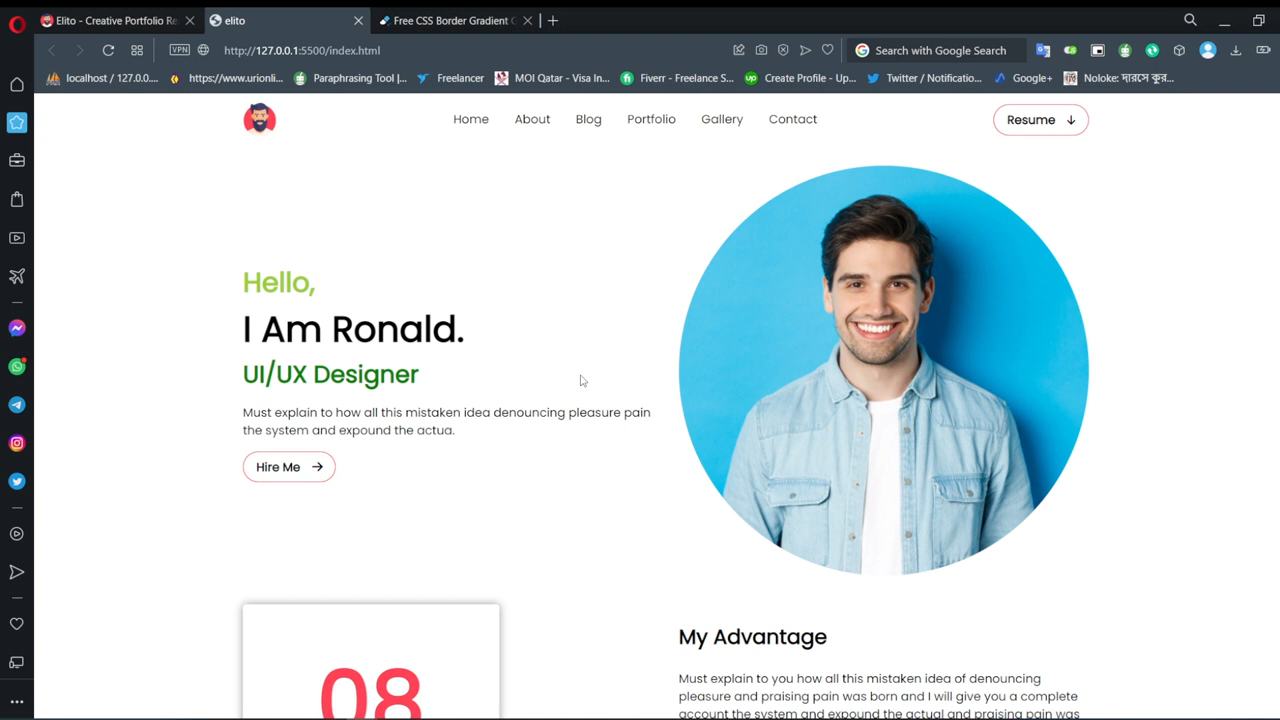 Elito - Creative Portfolio Re
elito
Free CSS Border Gradient G
VPN
http://127.0.0.1:5500/index.html
Search with Google Search
localhost / 127.0.0....
https://www.urionli...
Paraphrasing Tool |...
Freelancer
MOI Qatar - Visa In...
Fiverr - Freelance S...
Create Profile - Up...
Twitter / Notificatio...
Google+
Noloke: দারসে কুর...
Home
About
Blog
Portfolio
Gallery
Contact
Resume
Hello,
I Am Ronald.
UI/UX Designer
Must explain to how all this mistaken idea denouncing pleasure pain
the system and expound the actua.
Hire Me
08
My Advantage
Must explain to you how all this mistaken idea of denouncing
pleasure and praising pain was born and I will give you a complete
account the system and expound the actual and praising pain was